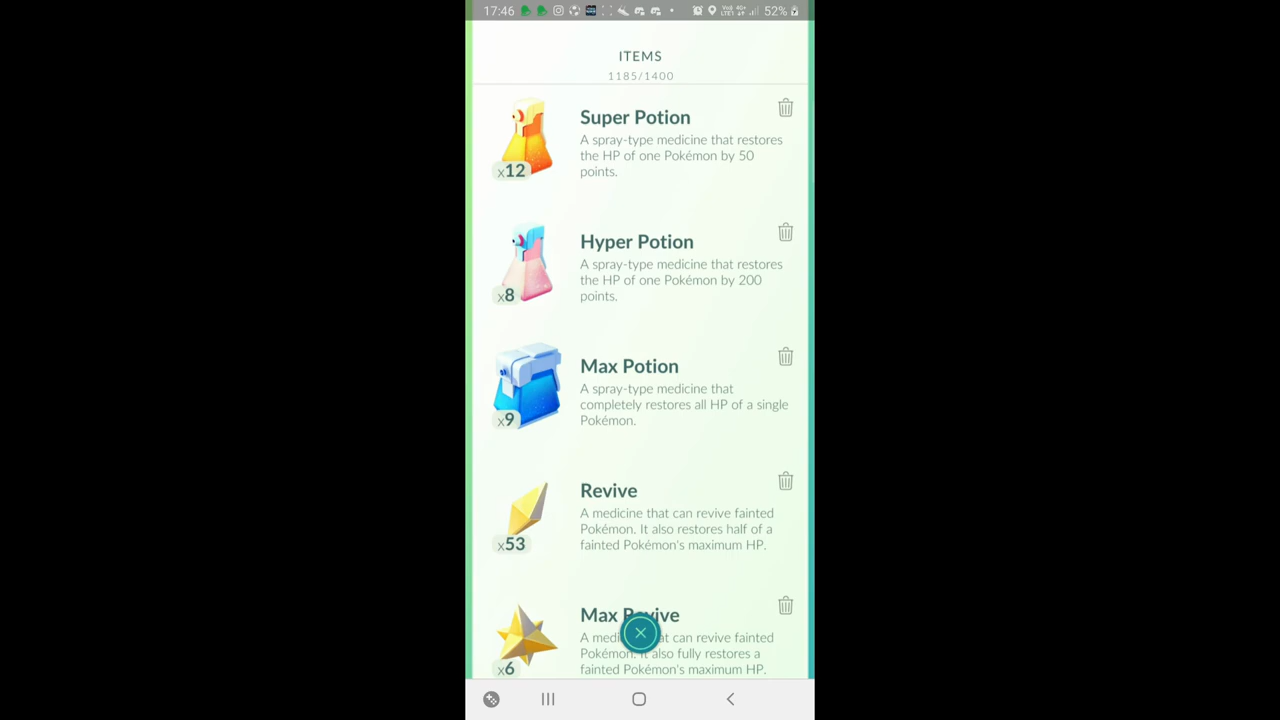 17:46 52%
ITEMS
1185/1400
Super Potion
A spray-type medicine that restores
the HP of one Pokémon by 50
points.
x12
Hyper Potion
A spray-type medicine that restores
the HP of one Pokémon by 200
points.
x8
Max Potion
A spray-type medicine that
completely restores all HP of a single
Pokémon.
x9
Revive
A medicine that can revive fainted
Pokémon. It also restores half of a
fainted Pokémon's maximum HP.
x53
Max
can revive fainted
also fully restores a
fainted Pokémon's maximum HP.
x6